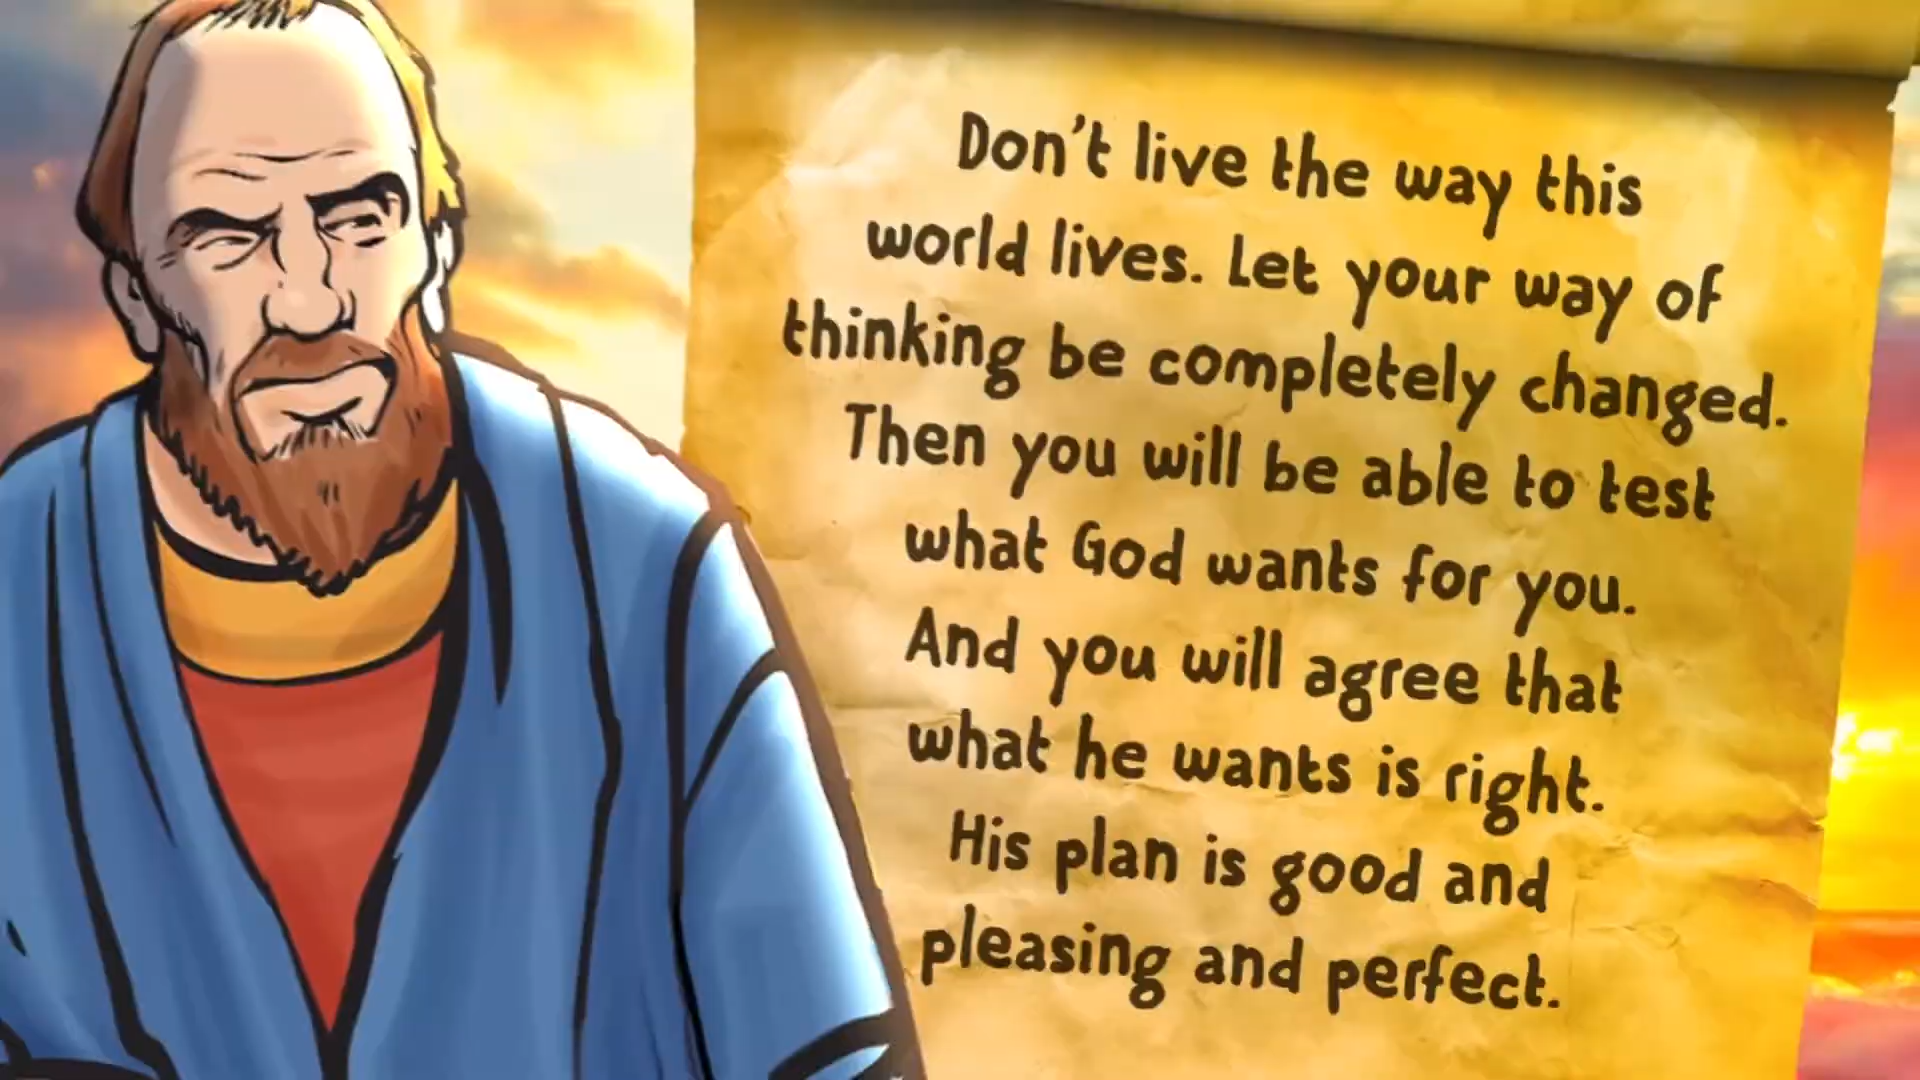 Don't live the way this
world lives. Let your way of
thinking be completely changed.
Then you will be able to test
what God wants for you.
And you will agree that
what he wants is right.
His plan is good and
pleasing and perfect.